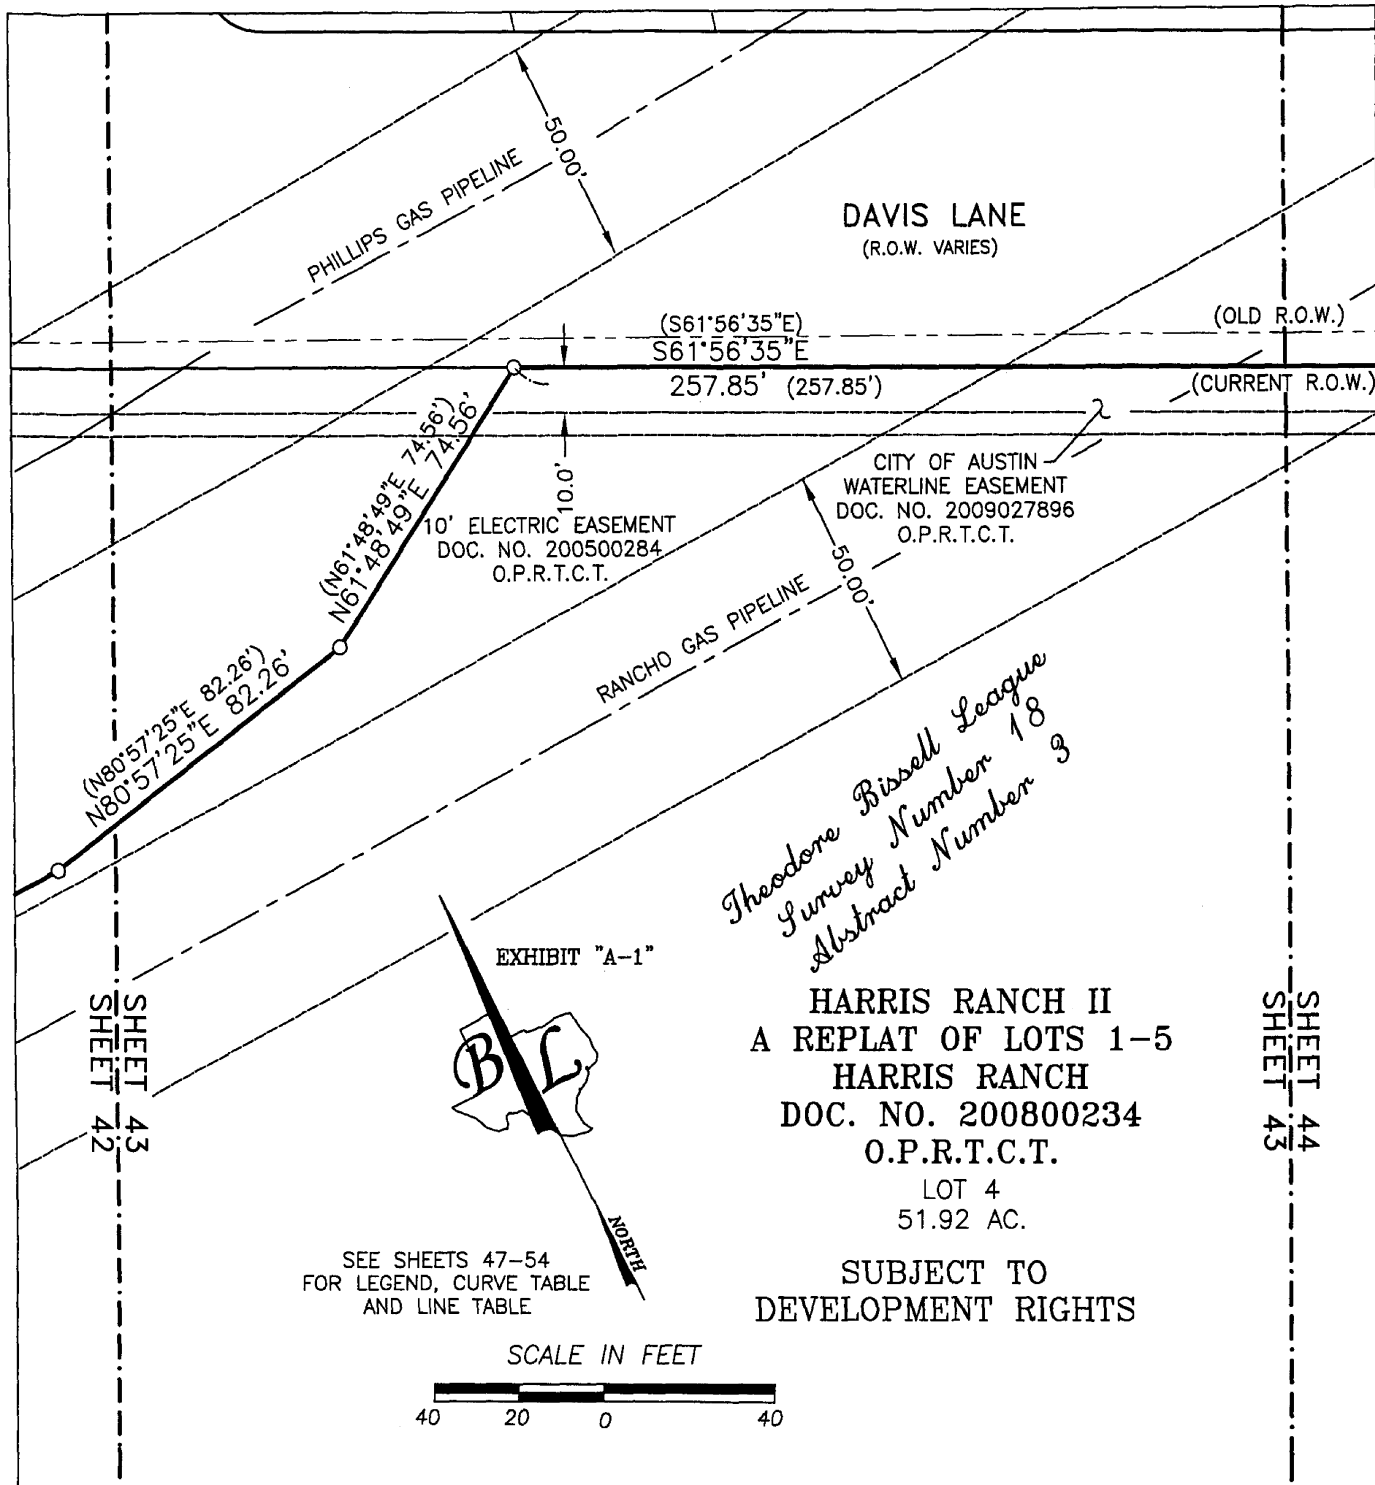 50.00'
PHILLIPS GAS PIPELINE
DAVIS LANE
(R.O.W. VARIES)
(S61°56'35"E)
S61°56'35"E
257.85' (257.85')
(OLD R.O.W.)
(CURRENT R.O.W.)
(N61°48'49"E 74.56')
N61°48'49"E 74.56'
10.0'
10' ELECTRIC EASEMENT
DOC. NO. 200500284
O.P.R.T.C.T.
CITY OF AUSTIN
WATERLINE EASEMENT
DOC. NO. 2009027896
O.P.R.T.C.T.
50.00'
RANCHO GAS PIPELINE
(N80°57'25"E 82.26')
N80°57'25"E 82.26'
Theodore Bissell League
Survey Number 18
Abstract Number 3
EXHIBIT "A-1"
B L
NORTH
HARRIS RANCH II
A REPLAT OF LOTS 1-5
HARRIS RANCH
DOC. NO. 200800234
O.P.R.T.C.T.
LOT 4
51.92 AC.
SUBJECT TO
DEVELOPMENT RIGHTS
SHEET 43
SHEET 42
SHEET 44
SHEET 43
SEE SHEETS 47-54
FOR LEGEND, CURVE TABLE
AND LINE TABLE
SCALE IN FEET
40 20 0 40